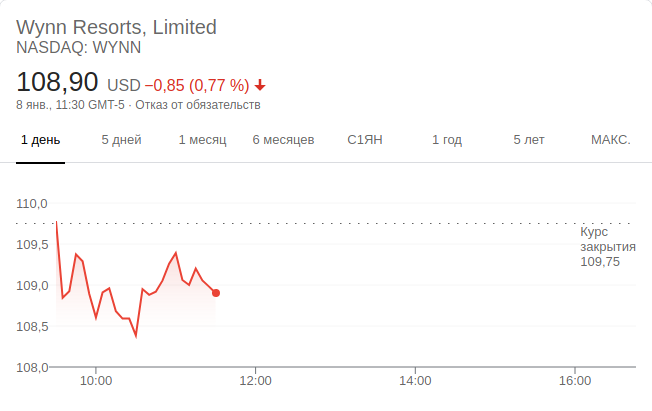 Wynn Resorts, Limited
NASDAQ: WYNN
108,90 USD −0,85 (0,77 %)
8 янв., 11:30 GMT-5 · Отказ от обязательств
1 день 5 дней 1 месяц 6 месяцев С1ЯН 1 год 5 лет МАКС.
110,0
Курс
закрытия
109,5
109,75
109,0
108,5
108,0
10:00 12:00 14:00 16:00